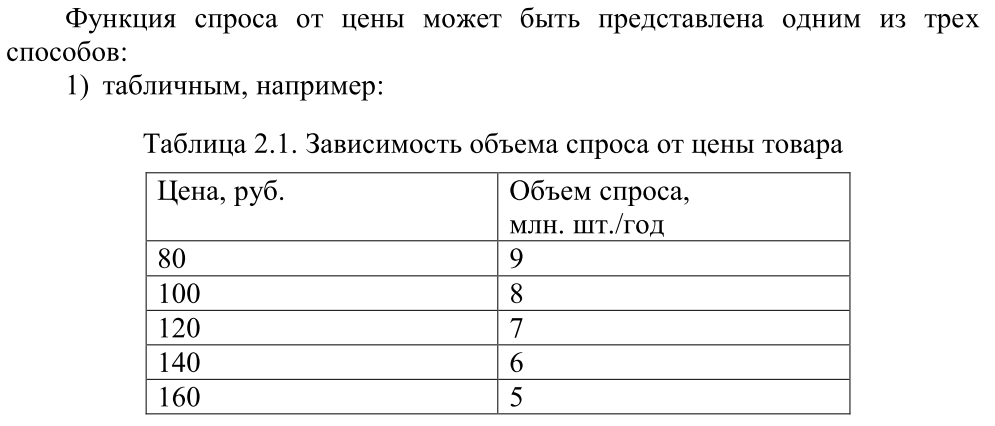 Функция спроса от цены может быть представлена одним из трех
способов:
1) табличным, например:
Таблица 2.1. Зависимость объема спроса от цены товара
Цена, руб. Объем спроса,
млн. шт./год
80 9
100 8
120 7
140 6
160 5